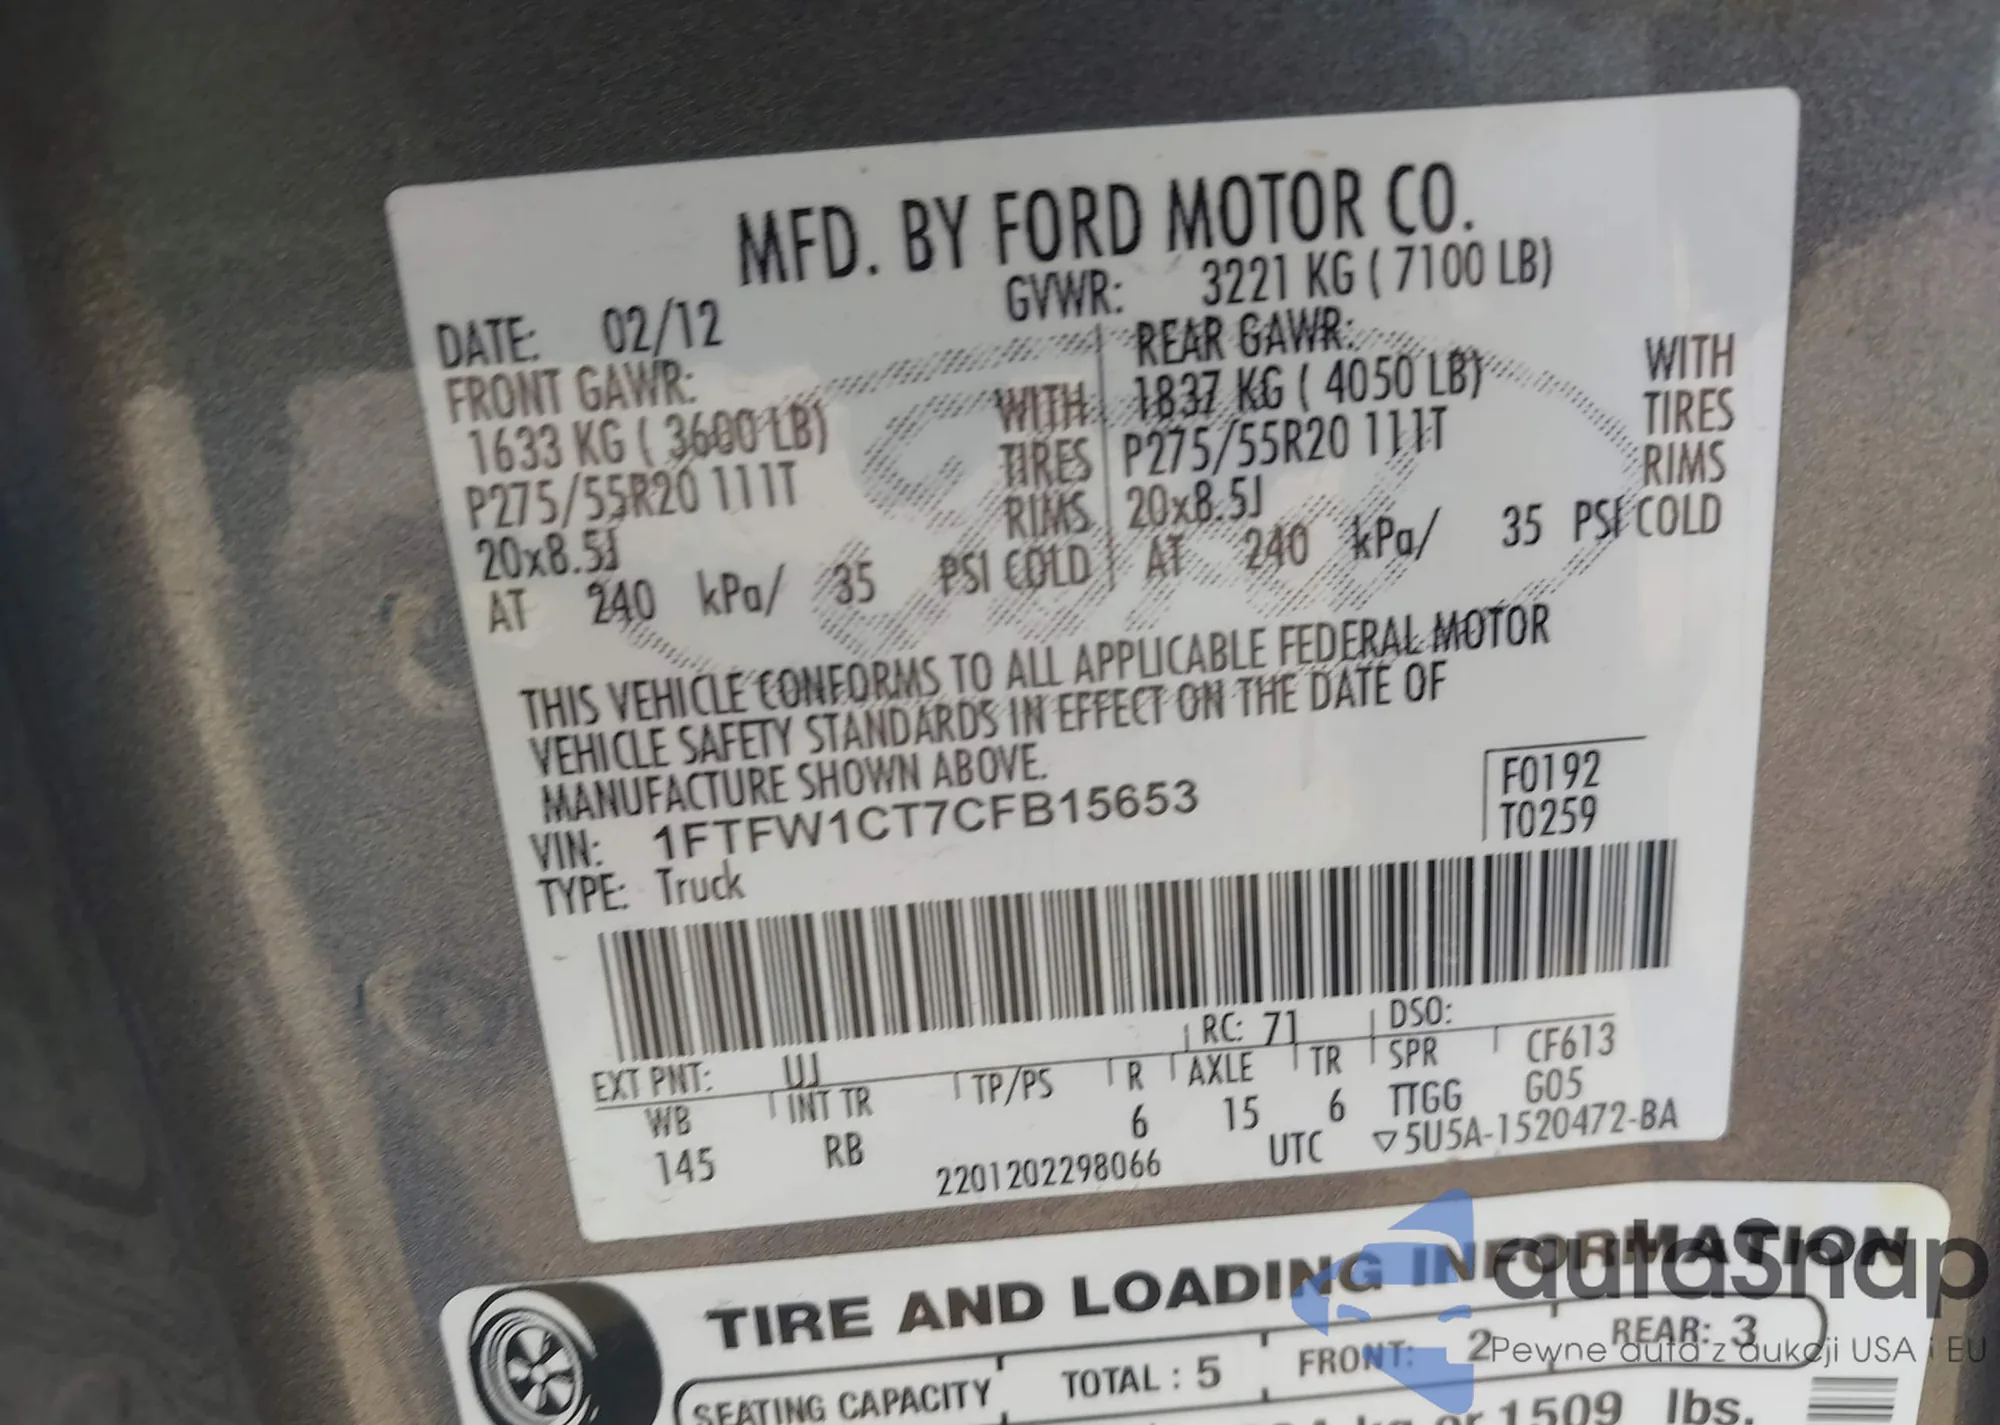 MFD. BY FORD MOTOR CO.
DATE: 02/12 GVWR: 3221 KG ( 7100 LB)
FRONT GAWR: REAR GAWR:
1633 KG ( 3600 LB) WITH 1837 KG ( 4050 LB) WITH
P275/55R20 111T TIRES P275/55R20 111T TIRES
20x8.5J RIMS 20x8.5J RIMS
AT 240 kPa/ 35 PSI COLD AT 240 kPa/ 35 PSI COLD
THIS VEHICLE CONFORMS TO ALL APPLICABLE FEDERAL MOTOR
VEHICLE SAFETY STANDARDS IN EFFECT ON THE DATE OF
MANUFACTURE SHOWN ABOVE.
VIN: 1FTFW1CT7CFB15653
F0192
T0259
TYPE: Truck
EXT PNT: UJ RC: 71 DSO:
WB INT TR TP/PS R AXLE TR SPR CF613
145 RB 6 15 6 TTGG G05
2201202298066 UTC ▽5U5A-1520472-BA
TIRE AND LOADING INFORMATION
SEATING CAPACITY TOTAL : 5 FRONT: 2 REAR: 3
or 1509 lbs.
autaSnap
Pewne auta z aukcji USA i EU